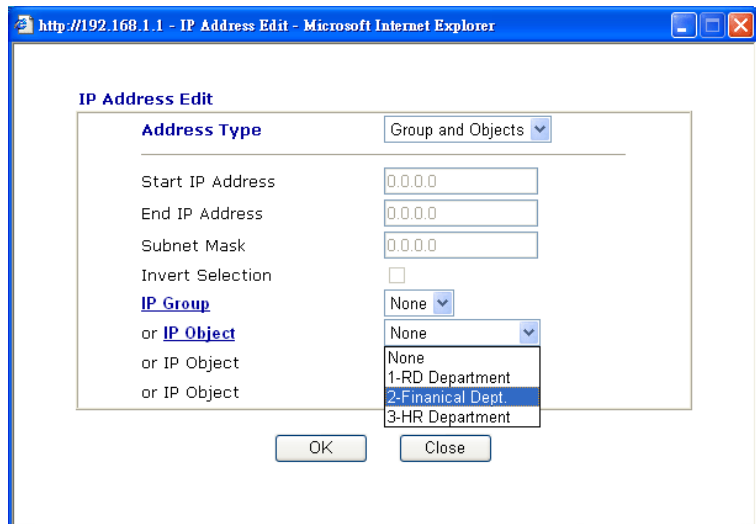 http://192.168.1.1 - IP Address Edit - Microsoft Internet Explorer
IP Address Edit
Address Type Group and Objects
Start IP Address 0.0.0.0
End IP Address 0.0.0.0
Subnet Mask 0.0.0.0
Invert Selection
IP Group None
or IP Object None
None
or IP Object
1-RD Department
2-Finanical Dept.
or IP Object
3-HR Department
OK Close